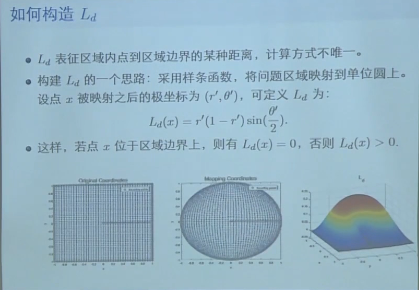 如何构造 L_d
L_d 表征区域内点到区域边界的某种距离，计算方式不唯一。
构建 L_d 的一个思路：采用样条函数，将问题区域映射到单位圆上。
设点 x 被映射之后的极坐标为 (r′, θ′)，可定义 L_d 为：
L_d(x) = r′(1 − r′) sin(θ′/2).
这样，若点 x 位于区域边界上，则有 L_d(x) = 0，否则 L_d(x) > 0.
Original Coordinates
Mapping Coordinates
L_d